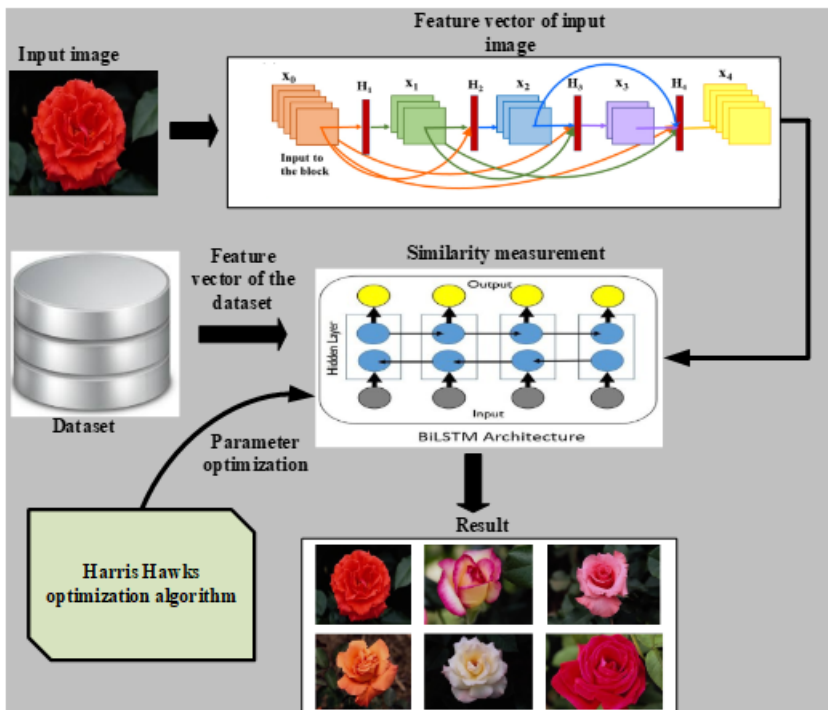 Feature vector of input
image
Input image
x₀
H₁
x₁
H₂
x₂
H₃
x₃
H₄
x₄
Input to
the block
Similarity measurement
Feature
vector of the
dataset
Output
Hidden Layer
Input
BiLSTM Architecture
Dataset
Parameter
optimization
Result
Harris Hawks
optimization algorithm